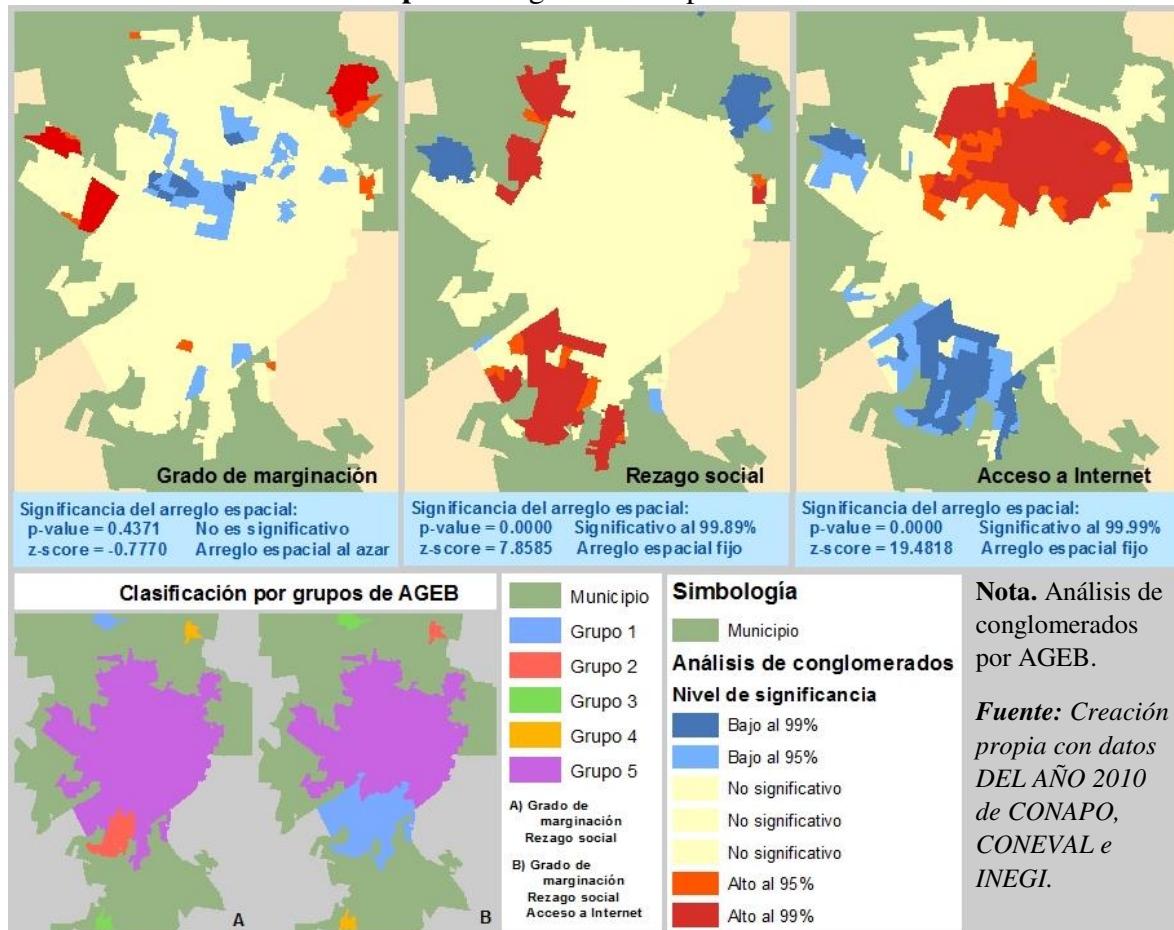 Grado de marginación
Significancia del arreglo espacial:
p-value = 0.4371 No es significativo
z-score = -0.7770 Arreglo espacial al azar
Rezago social
Significancia del arreglo espacial:
p-value = 0.0000 Significativo al 99.89%
z-score = 7.8585 Arreglo espacial fijo
Acceso a Internet
Significancia del arreglo espacial:
p-value = 0.0000 Significativo al 99.99%
z-score = 19.4818 Arreglo espacial fijo
Clasificación por grupos de AGEB
A
B
Municipio
Grupo 1
Grupo 2
Grupo 3
Grupo 4
Grupo 5
A) Grado de
marginación
Rezago social
B) Grado de
marginación
Rezago social
Acceso a Internet
Simbología
Municipio
Análisis de conglomerados
Nivel de significancia
Bajo al 99%
Bajo al 95%
No significativo
No significativo
No significativo
Alto al 95%
Alto al 99%
Nota. Análisis de
conglomerados
por AGEB.
Fuente: Creación
propia con datos
DEL AÑO 2010
de CONAPO,
CONEVAL e
INEGI.